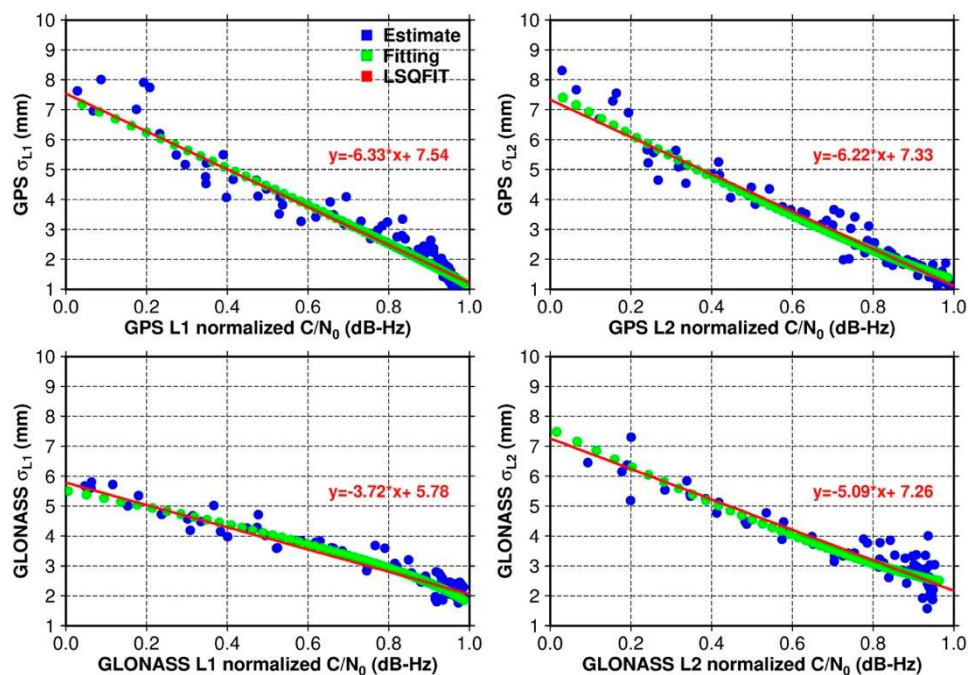 10
9
8
7
6
5
4
3
2
1
GPS σL1 (mm)
Estimate
Fitting
LSQFIT
y=-6.33*x+ 7.54
0.0 0.2 0.4 0.6 0.8 1.0
GPS L1 normalized C/N0 (dB-Hz)
10
9
8
7
6
5
4
3
2
1
GPS σL2 (mm)
y=-6.22*x+ 7.33
0.0 0.2 0.4 0.6 0.8 1.0
GPS L2 normalized C/N0 (dB-Hz)
10
9
8
7
6
5
4
3
2
1
GLONASS σL1 (mm)
y=-3.72*x+ 5.78
0.0 0.2 0.4 0.6 0.8 1.0
GLONASS L1 normalized C/N0 (dB-Hz)
10
9
8
7
6
5
4
3
2
1
GLONASS σL2 (mm)
y=-5.09*x+ 7.26
0.0 0.2 0.4 0.6 0.8 1.0
GLONASS L2 normalized C/N0 (dB-Hz)